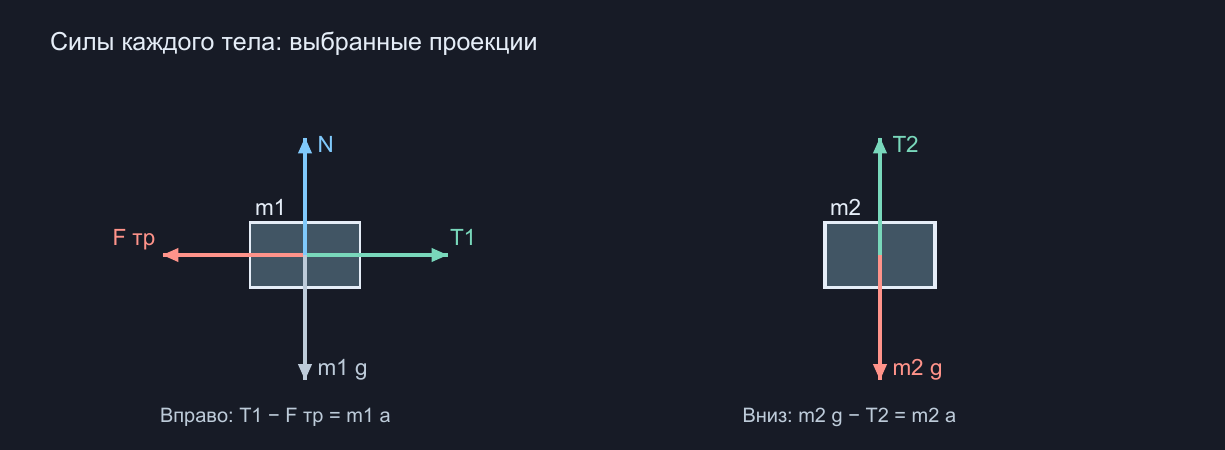 Силы каждого тела: выбранные проекции
N
m1
F тр
T1
m1 g
Вправо: T1 − F тр = m1 a
T2
m2
m2 g
Вниз: m2 g − T2 = m2 a